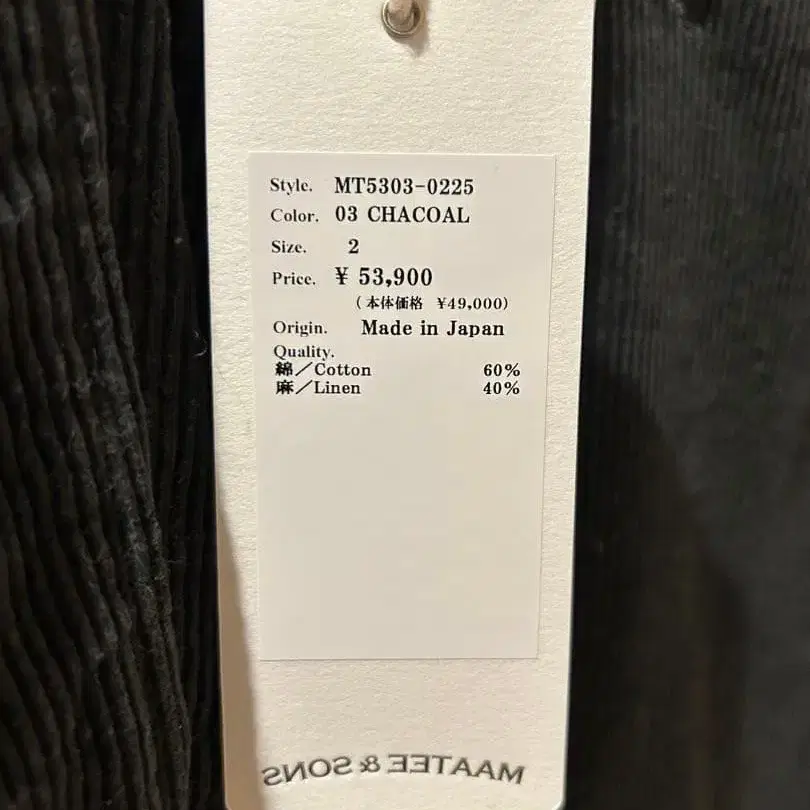 Style. MT5303-0225
Color. 03 CHACOAL
Size. 2
Price. ¥ 53,900
(本体価格 ¥49,000)
Origin. Made in Japan
Quality.
綿／Cotton 60%
麻／Linen 40%
MAATEE & SONS